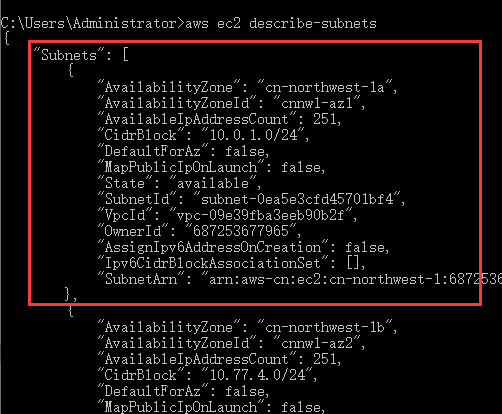 C:\Users\Administrator>aws ec2 describe-subnets
{
    "Subnets": [
        {
            "AvailabilityZone": "cn-northwest-1a",
            "AvailabilityZoneId": "cnnw1-az1",
            "AvailableIpAddressCount": 251,
            "CidrBlock": "10.0.1.0/24",
            "DefaultForAz": false,
            "MapPublicIpOnLaunch": false,
            "State": "available",
            "SubnetId": "subnet-0ea5e3cfd45701bf4",
            "VpcId": "vpc-09e39fba3eeb90b2f",
            "OwnerId": "687253677965",
            "AssignIpv6AddressOnCreation": false,
            "Ipv6CidrBlockAssociationSet": [],
            "SubnetArn": "arn:aws-cn:ec2:cn-northwest-1:6872536
        },
        {
            "AvailabilityZone": "cn-northwest-1b",
            "AvailabilityZoneId": "cnnw1-az2",
            "AvailableIpAddressCount": 251,
            "CidrBlock": "10.77.4.0/24",
            "DefaultForAz": false,
            "MapPublicIpOnLaunch": false,